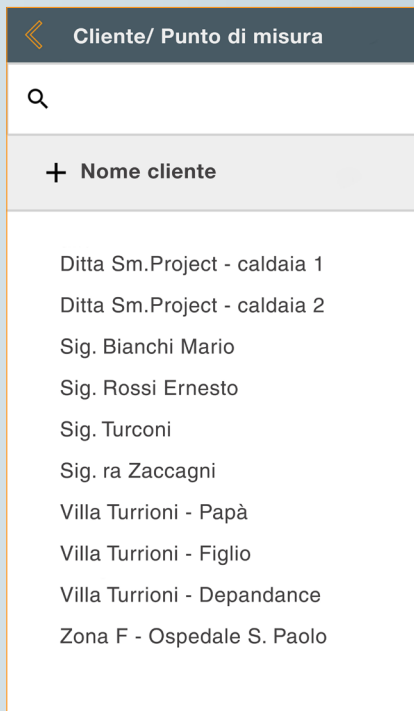 Cliente/ Punto di misura
Nome cliente
Ditta Sm.Project - caldaia 1
Ditta Sm.Project - caldaia 2
Sig. Bianchi Mario
Sig. Rossi Ernesto
Sig. Turconi
Sig. ra Zaccagni
Villa Turrioni - Papà
Villa Turrioni - Figlio
Villa Turrioni - Depandance
Zona F - Ospedale S. Paolo